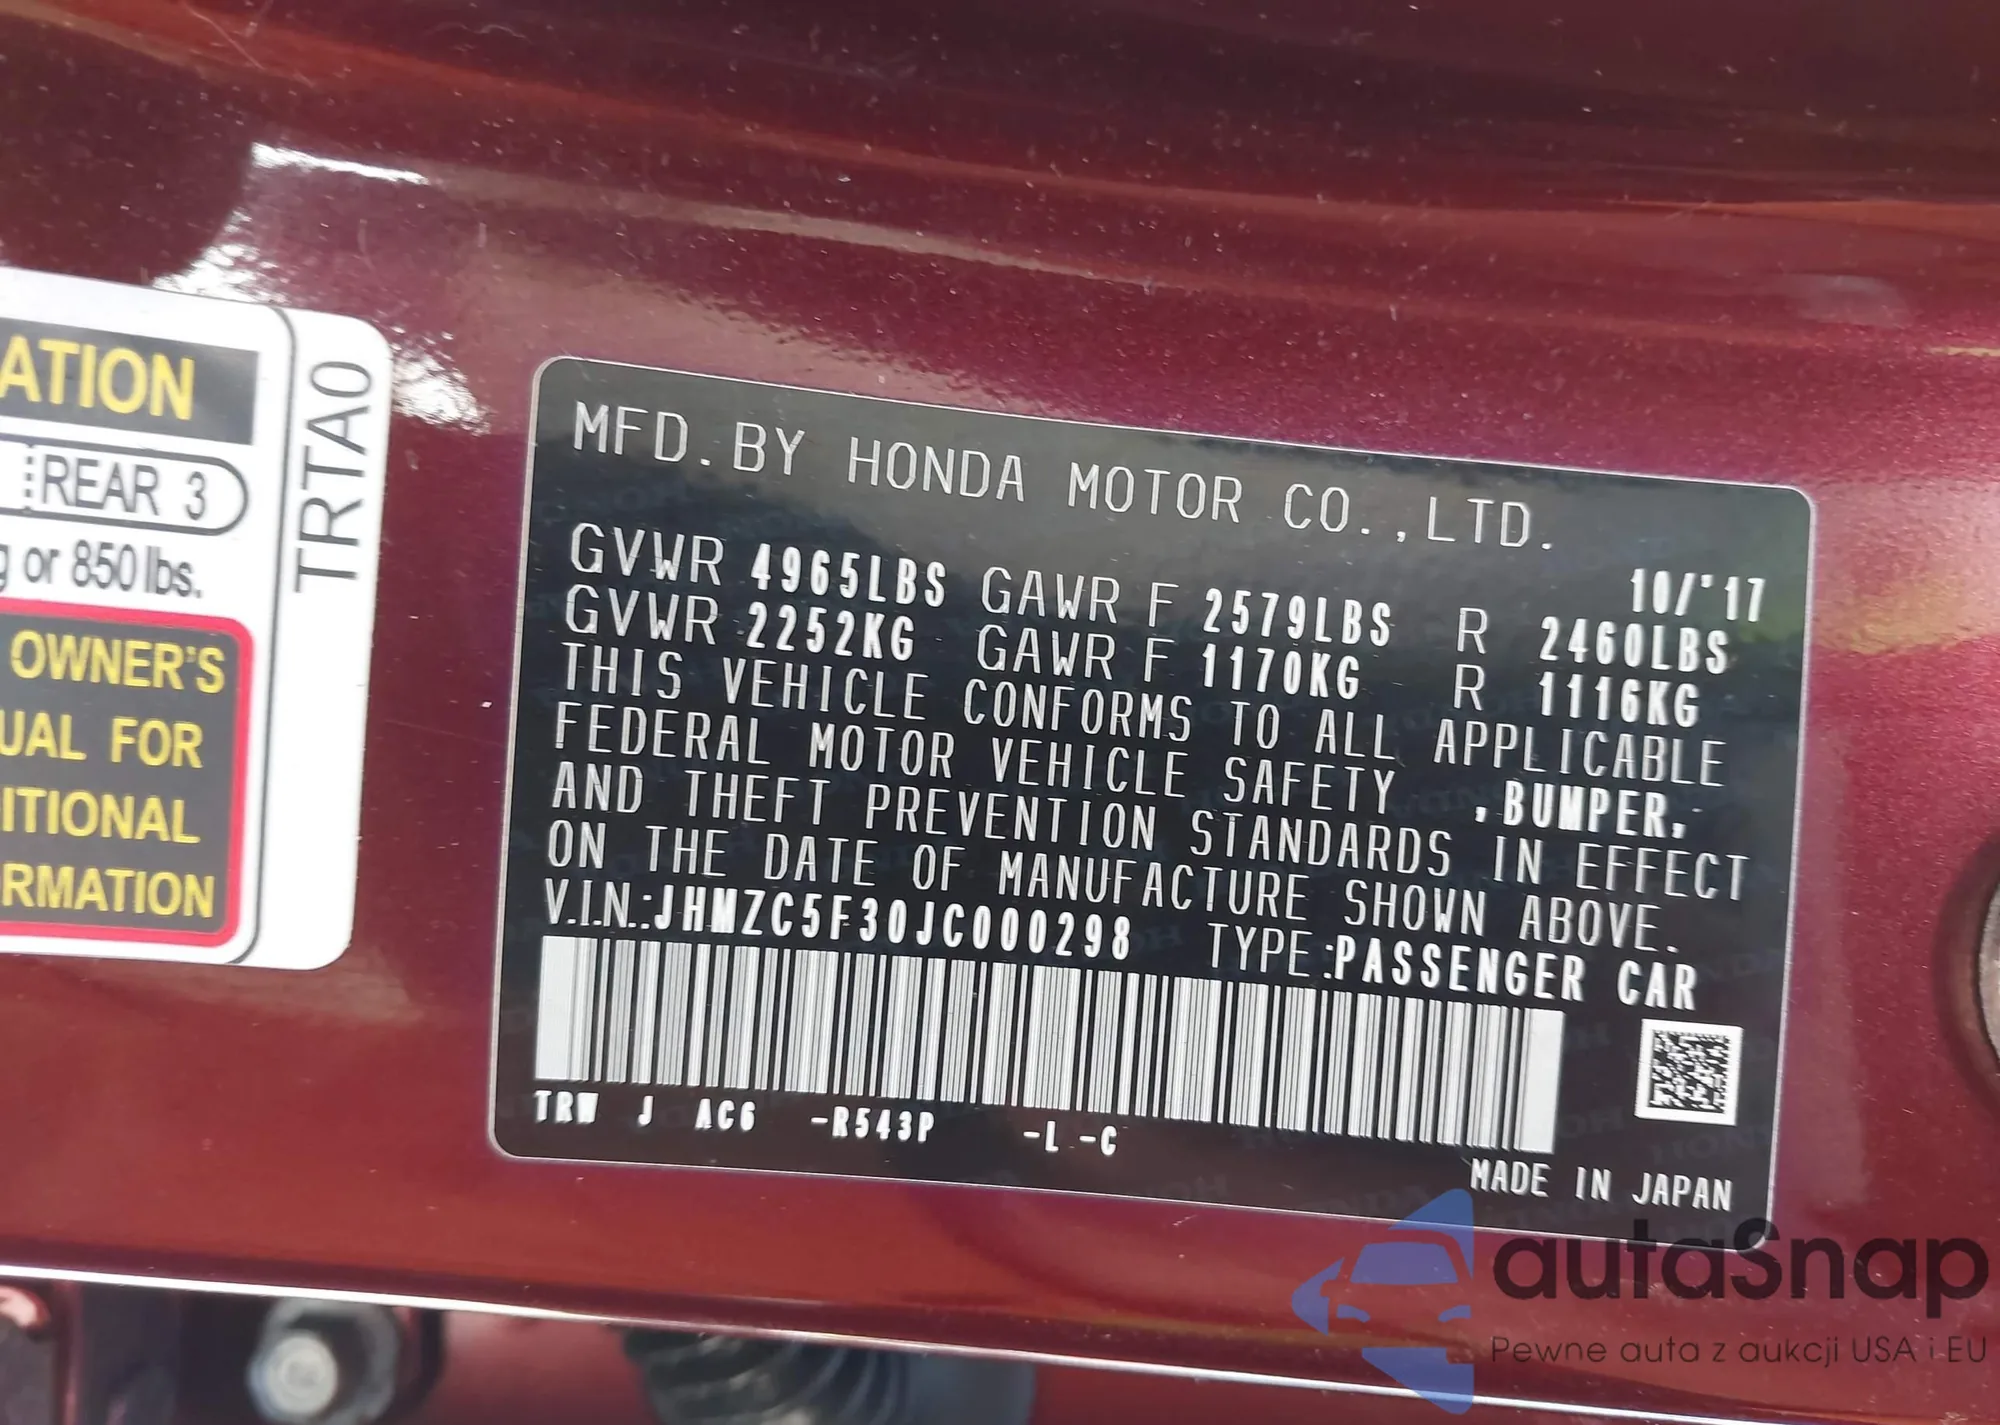 ATION
REAR 3
g or 850 lbs.
OWNER'S
UAL FOR
ITIONAL
RMATION
TRTA0
MFD.BY HONDA MOTOR CO.,LTD.
10/'17
GVWR 4965LBS GAWR F 2579LBS R 2460LBS
GVWR 2252KG GAWR F 1170KG R 1116KG
THIS VEHICLE CONFORMS TO ALL APPLICABLE
FEDERAL MOTOR VEHICLE SAFETY ,BUMPER,
AND THEFT PREVENTION STANDARDS IN EFFECT
ON THE DATE OF MANUFACTURE SHOWN ABOVE.
V.I.N.:JHMZC5F30JC000298 TYPE:PASSENGER CAR
TRW J AC6 -R543P -L -C
MADE IN JAPAN
autaSnap
Pewne auta z aukcji USA i EU